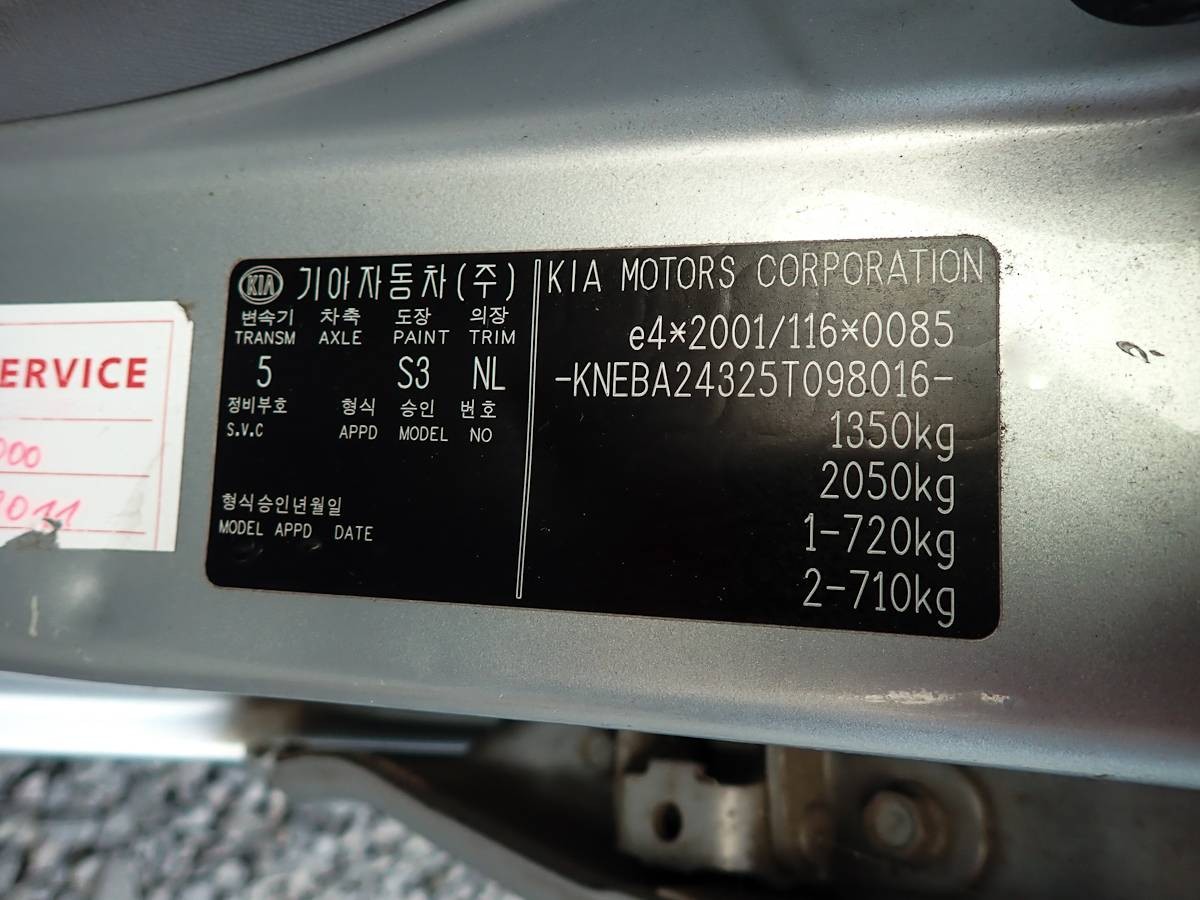 KIA 기아자동차(주)
변속기 차축 도장 의장
TRANSM AXLE PAINT TRIM
5 S3 NL
정비부호 형식 승인 번호
S.V.C APPD MODEL NO
형식승인년월일
MODEL APPD DATE
KIA MOTORS CORPORATION
e4*2001/116*0085
-KNEBA24325T098016-
1350kg
2050kg
1-720kg
2-710kg
ERVICE
000
2011